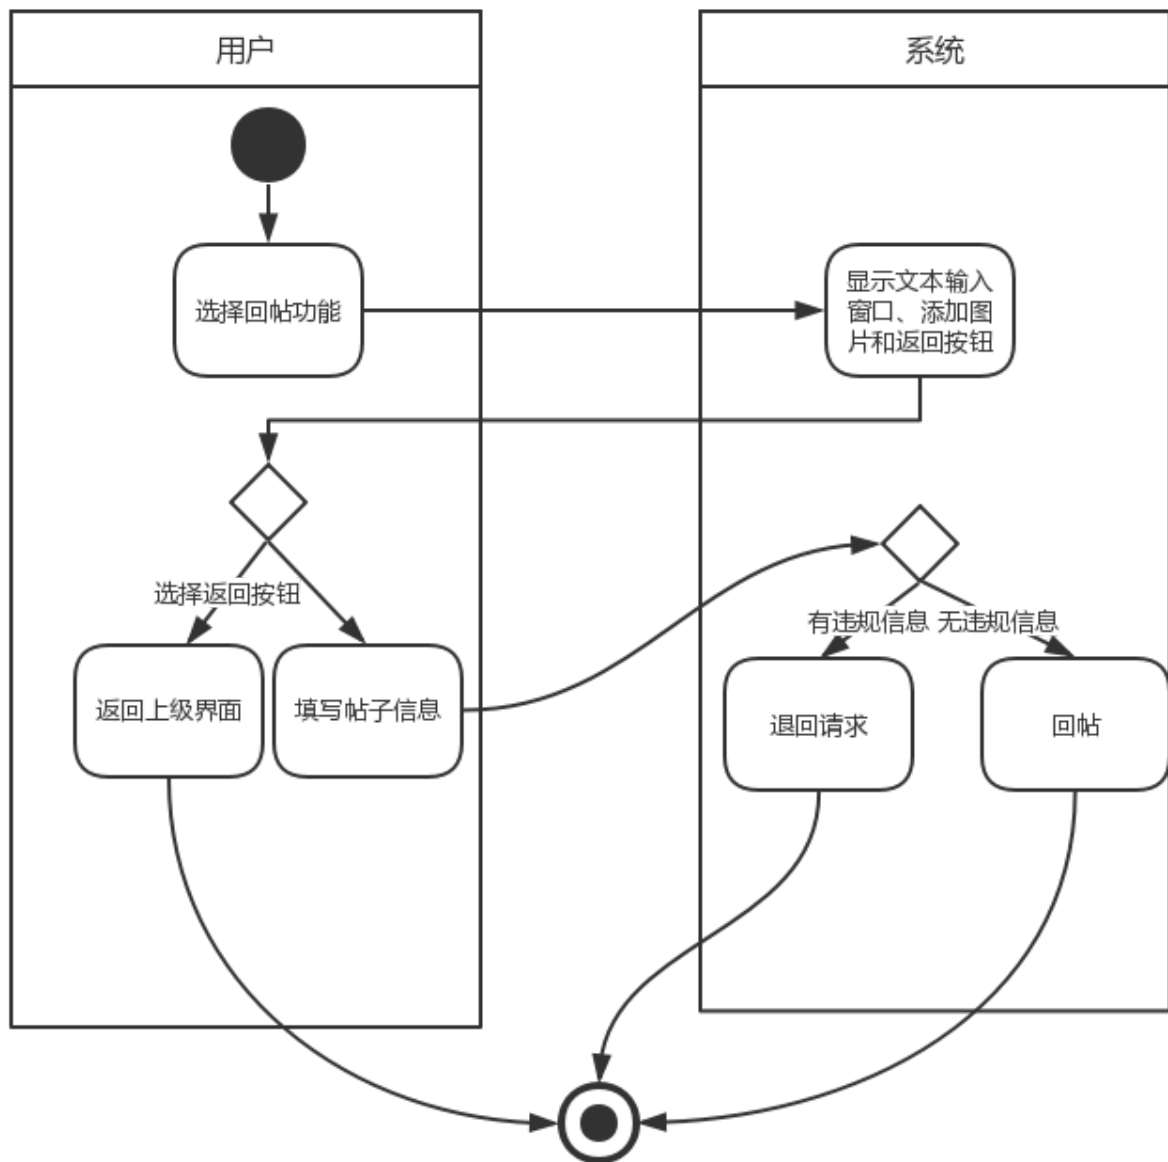 用户
系统
选择回帖功能
显示文本输入
窗口、添加图
片和返回按钮
选择返回按钮
有违规信息
无违规信息
返回上级界面
填写帖子信息
退回请求
回帖